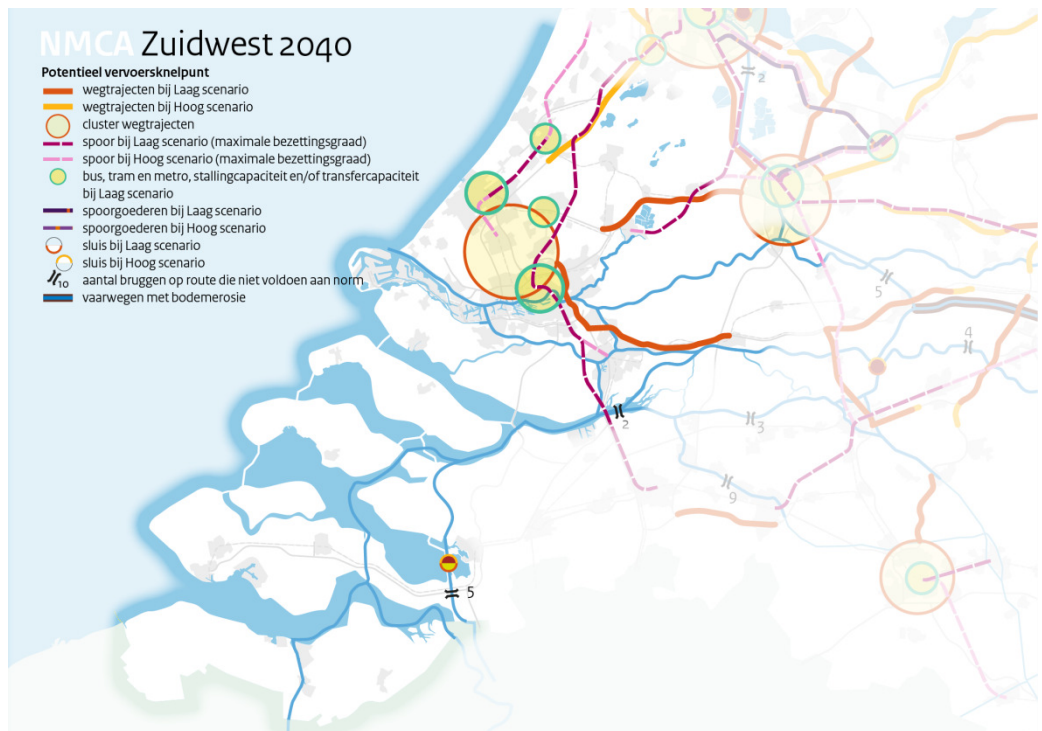 NMCA Zuidwest 2040
Potentieel vervoersknelpunt
wegtrajecten bij Laag scenario
wegtrajecten bij Hoog scenario
cluster wegtrajecten
spoor bij Laag scenario (maximale bezettingsgraad)
spoor bij Hoog scenario (maximale bezettingsgraad)
bus, tram en metro, stallingcapaciteit en/of transfercapaciteit
bij Laag scenario
spoorgoederen bij Laag scenario
spoorgoederen bij Hoog scenario
sluis bij Laag scenario
sluis bij Hoog scenario
10 aantal bruggen op route die niet voldoen aan norm
vaarwegen met bodemerosie
2
5
4
2
3
9
5